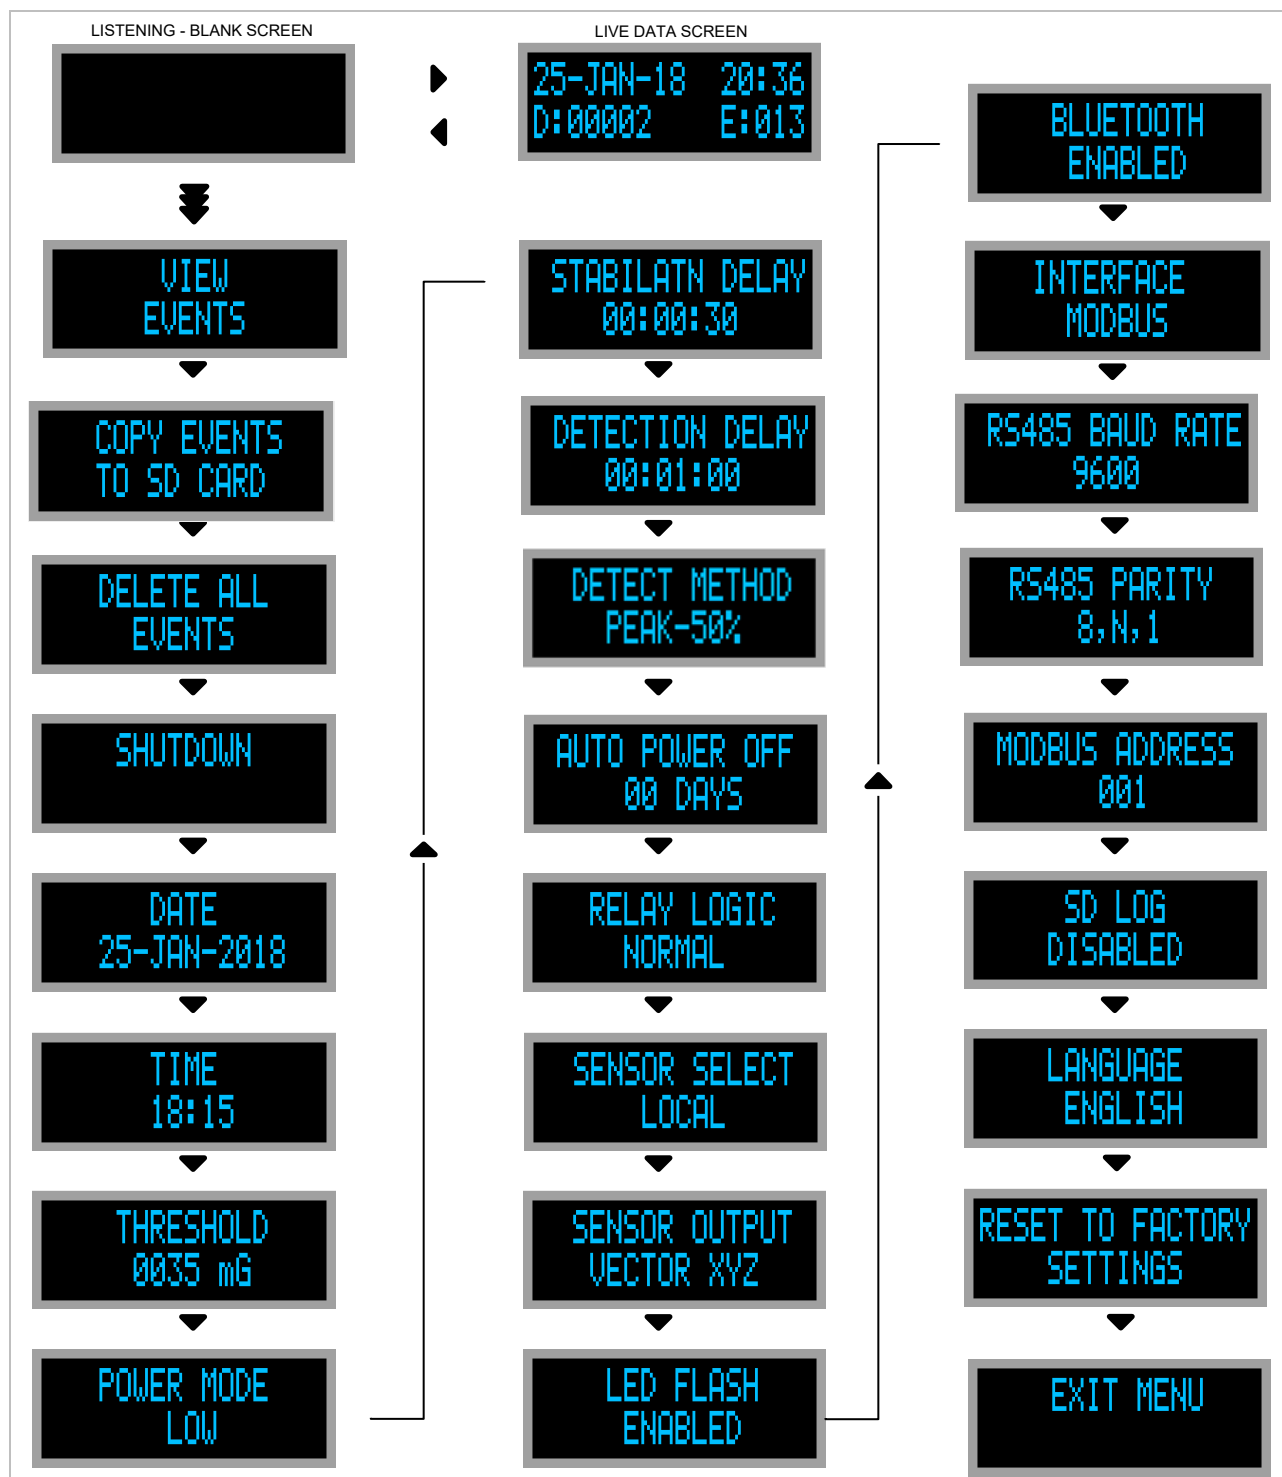 LISTENING - BLANK SCREEN
LIVE DATA SCREEN
25-JAN-18 20:36
D:00002 E:013
VIEW
EVENTS
COPY EVENTS
TO SD CARD
DELETE ALL
EVENTS
SHUTDOWN
DATE
25-JAN-2018
TIME
18:15
THRESHOLD
0035 mG
POWER MODE
LOW
STABILATN DELAY
00:00:30
DETECTION DELAY
00:01:00
DETECT METHOD
PEAK-50%
AUTO POWER OFF
00 DAYS
RELAY LOGIC
NORMAL
SENSOR SELECT
LOCAL
SENSOR OUTPUT
VECTOR XYZ
LED FLASH
ENABLED
BLUETOOTH
ENABLED
INTERFACE
MODBUS
RS485 BAUD RATE
9600
RS485 PARITY
8,N,1
MODBUS ADDRESS
001
SD LOG
DISABLED
LANGUAGE
ENGLISH
RESET TO FACTORY
SETTINGS
EXIT MENU